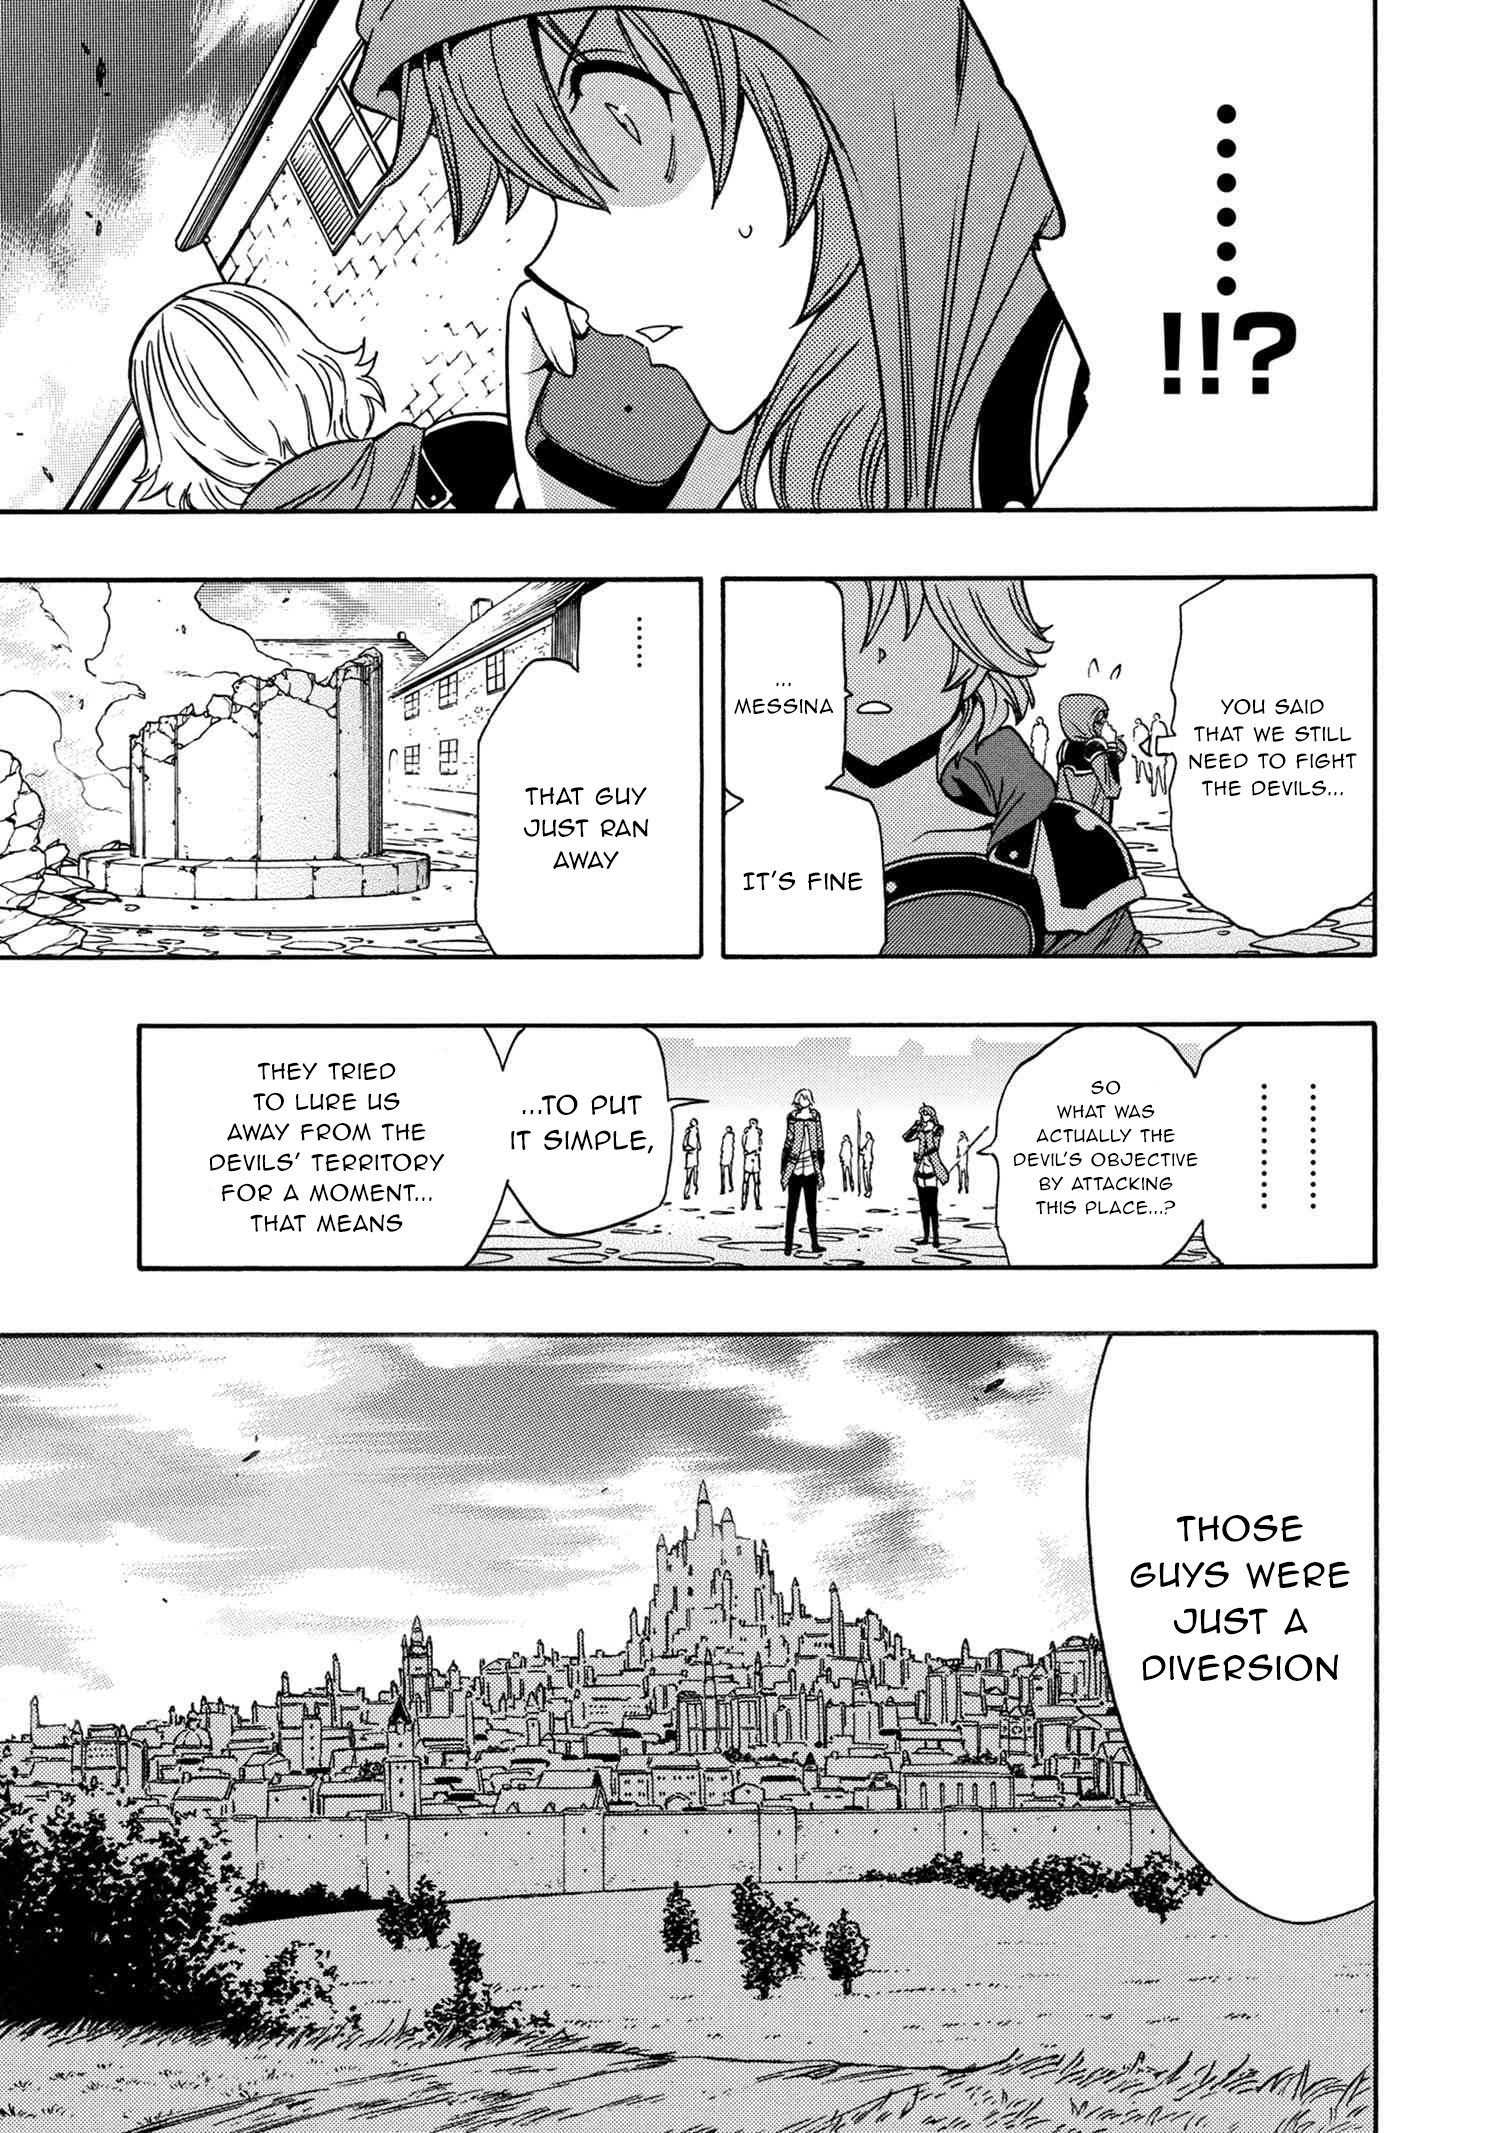 ......
!!?
YOU SAID
THAT WE STILL
NEED TO FIGHT
THE DEVILS...
...
MESSINA
IT'S FINE
......
THAT GUY
JUST RAN
AWAY
............
SO
WHAT WAS
ACTUALLY THE
DEVIL'S OBJECTIVE
BY ATTACKING
THIS PLACE...?
...TO PUT
IT SIMPLE,
THEY TRIED
TO LURE US
AWAY FROM THE
DEVILS' TERRITORY
FOR A MOMENT...
THAT MEANS
THOSE
GUYS WERE
JUST A
DIVERSION